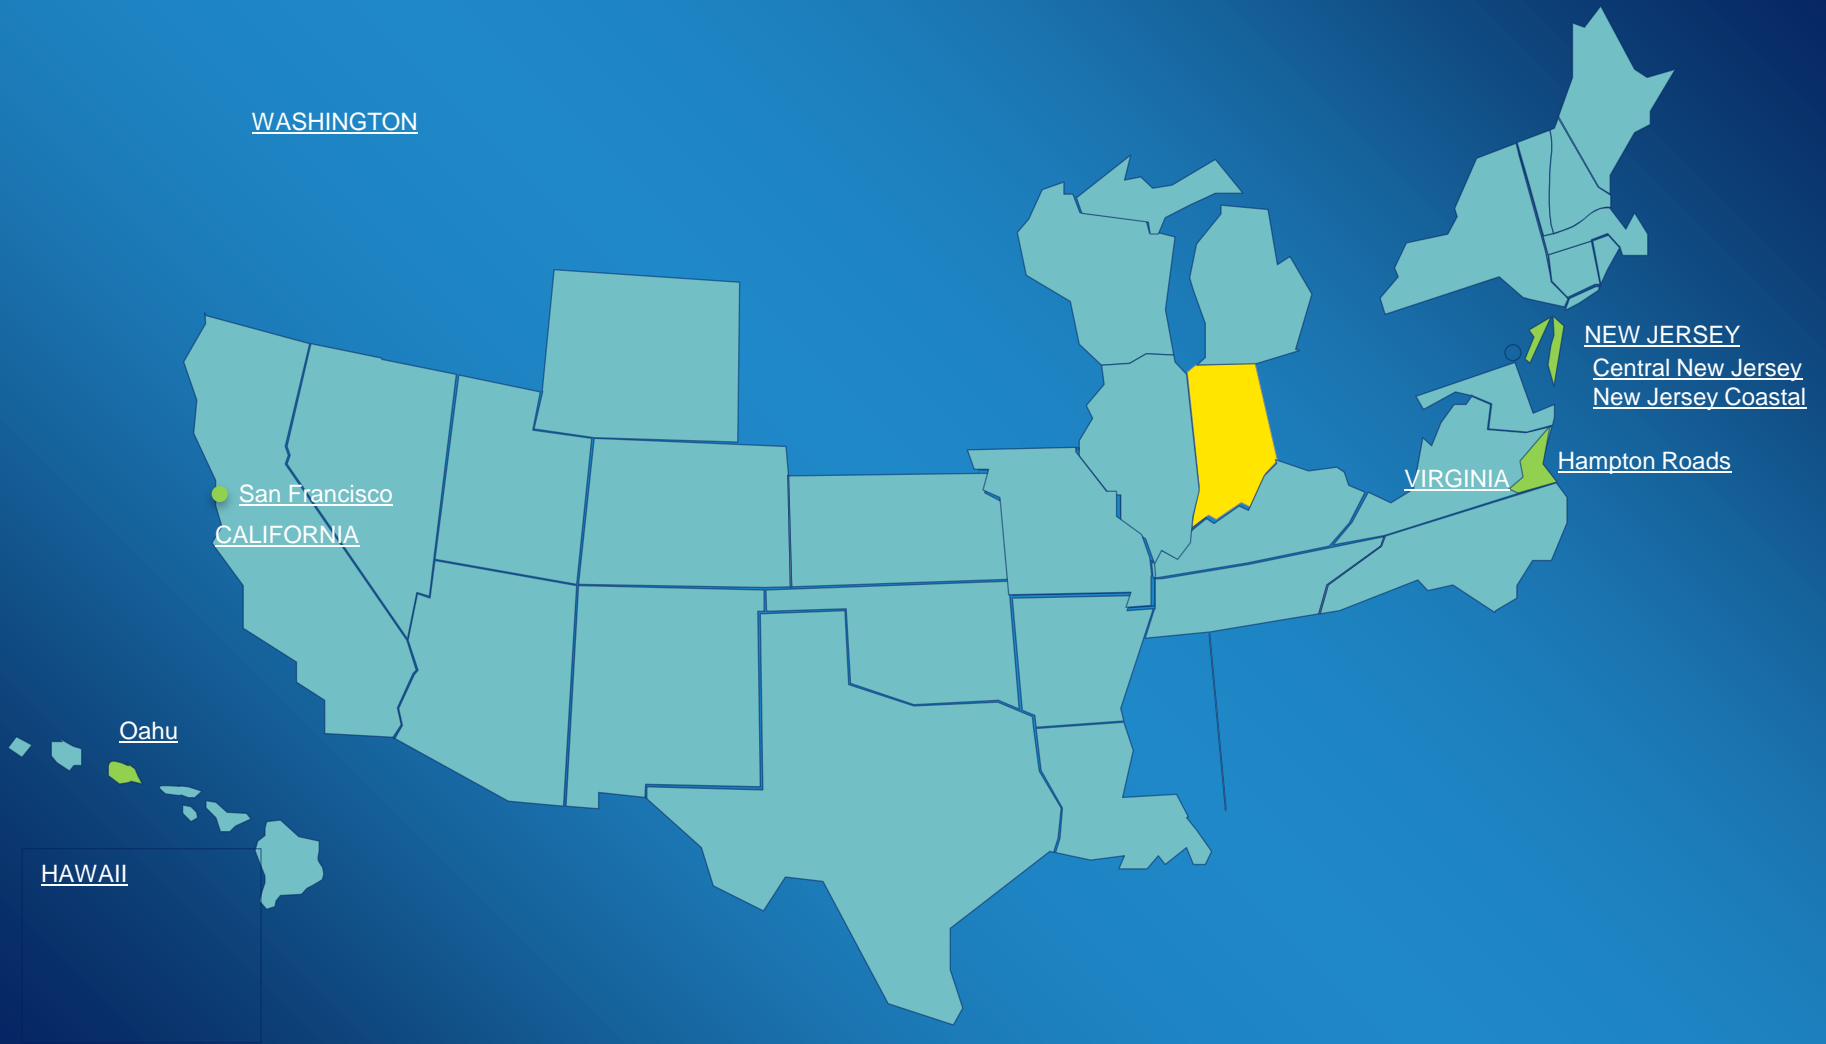 WASHINGTON
NEW JERSEY
Central New Jersey
New Jersey Coastal
Hampton Roads
VIRGINIA
San Francisco
CALIFORNIA
Oahu
HAWAII